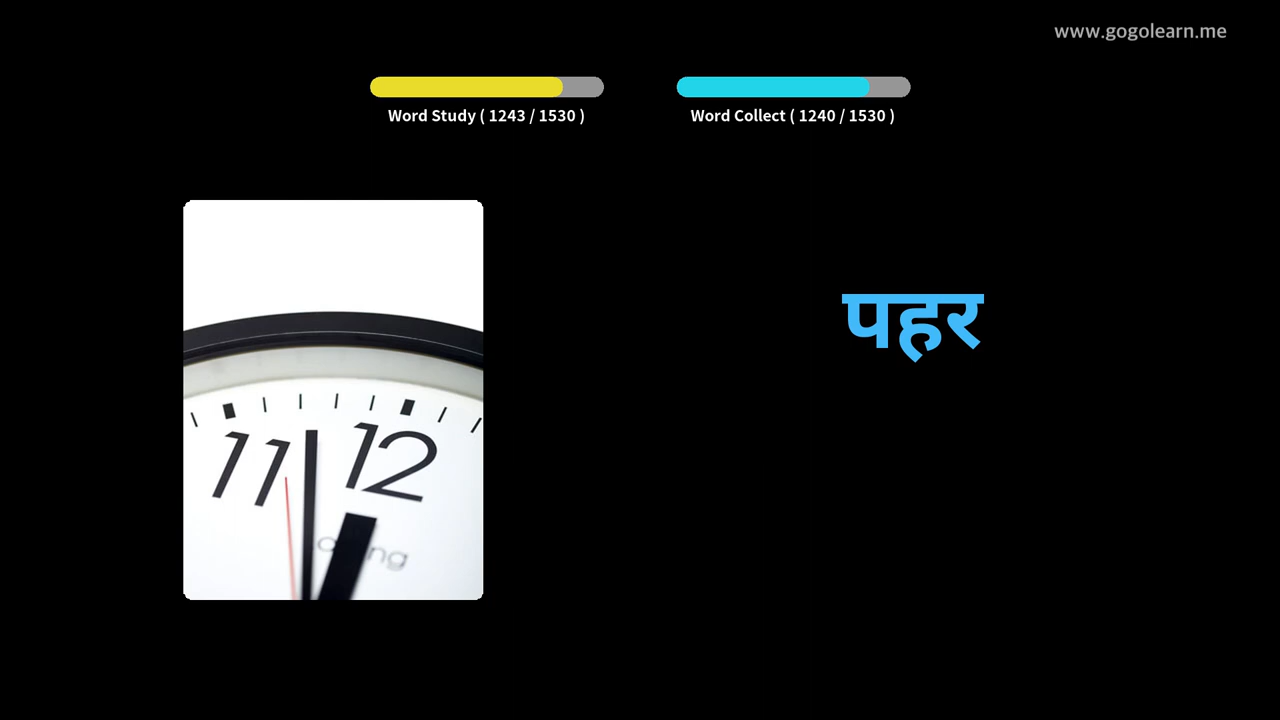 www.gogolearn.me
Word Study ( 1243 / 1530 )
Word Collect ( 1240 / 1530 )
पहर
11 12